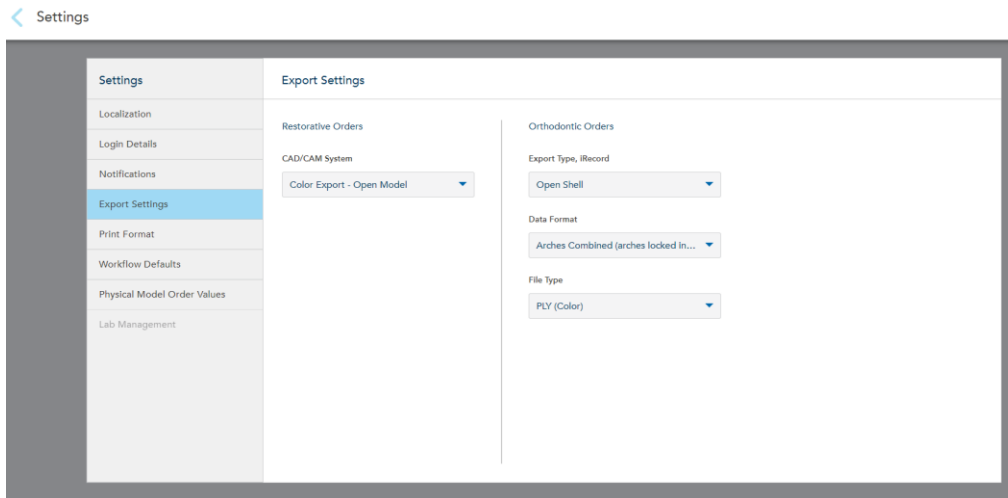 Settings
Settings
Localization
Login Details
Notifications
Export Settings
Print Format
Workflow Defaults
Physical Model Order Values
Lab Management
Export Settings
Restorative Orders
CAD/CAM System
Color Export - Open Model
Orthodontic Orders
Export Type, iRecord
Open Shell
Data Format
Arches Combined (arches locked in...
File Type
PLY (Color)